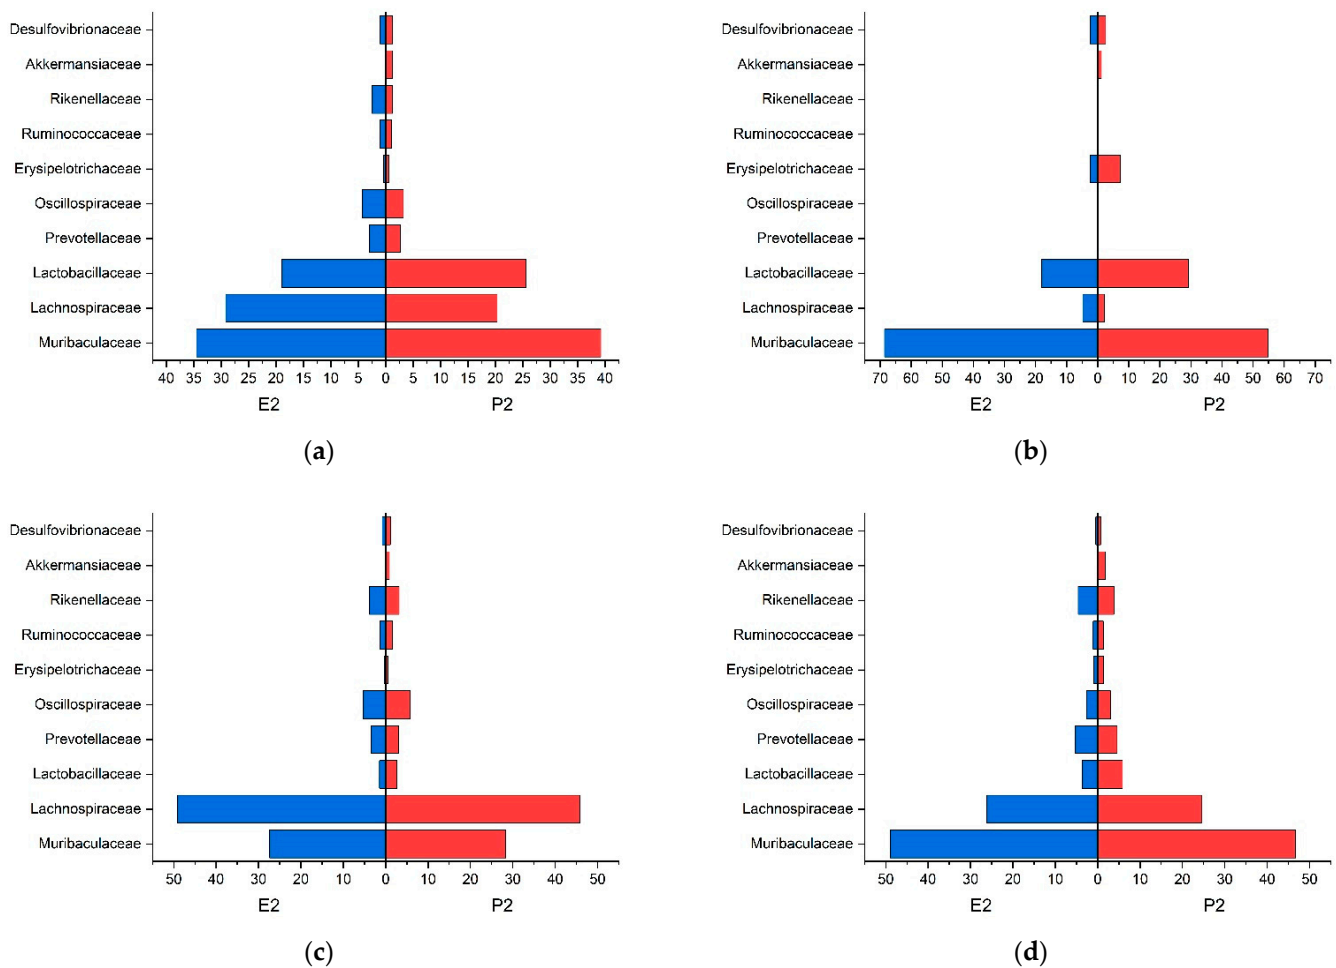 Desulfovibrionaceae
Akkermansiaceae
Rikenellaceae
Ruminococcaceae
Erysipelotrichaceae
Oscillospiraceae
Prevotellaceae
Lactobacillaceae
Lachnospiraceae
Muribaculaceae
40 35 30 25 20 15 10 5 0 5 10 15 20 25 30 35 40
E2 P2
(a)
Desulfovibrionaceae
Akkermansiaceae
Rikenellaceae
Ruminococcaceae
Erysipelotrichaceae
Oscillospiraceae
Prevotellaceae
Lactobacillaceae
Lachnospiraceae
Muribaculaceae
70 60 50 40 30 20 10 0 10 20 30 40 50 60 70
E2 P2
(b)
Desulfovibrionaceae
Akkermansiaceae
Rikenellaceae
Ruminococcaceae
Erysipelotrichaceae
Oscillospiraceae
Prevotellaceae
Lactobacillaceae
Lachnospiraceae
Muribaculaceae
50 40 30 20 10 0 10 20 30 40 50
E2 P2
(c)
Desulfovibrionaceae
Akkermansiaceae
Rikenellaceae
Ruminococcaceae
Erysipelotrichaceae
Oscillospiraceae
Prevotellaceae
Lactobacillaceae
Lachnospiraceae
Muribaculaceae
50 40 30 20 10 0 10 20 30 40 50
E2 P2
(d)